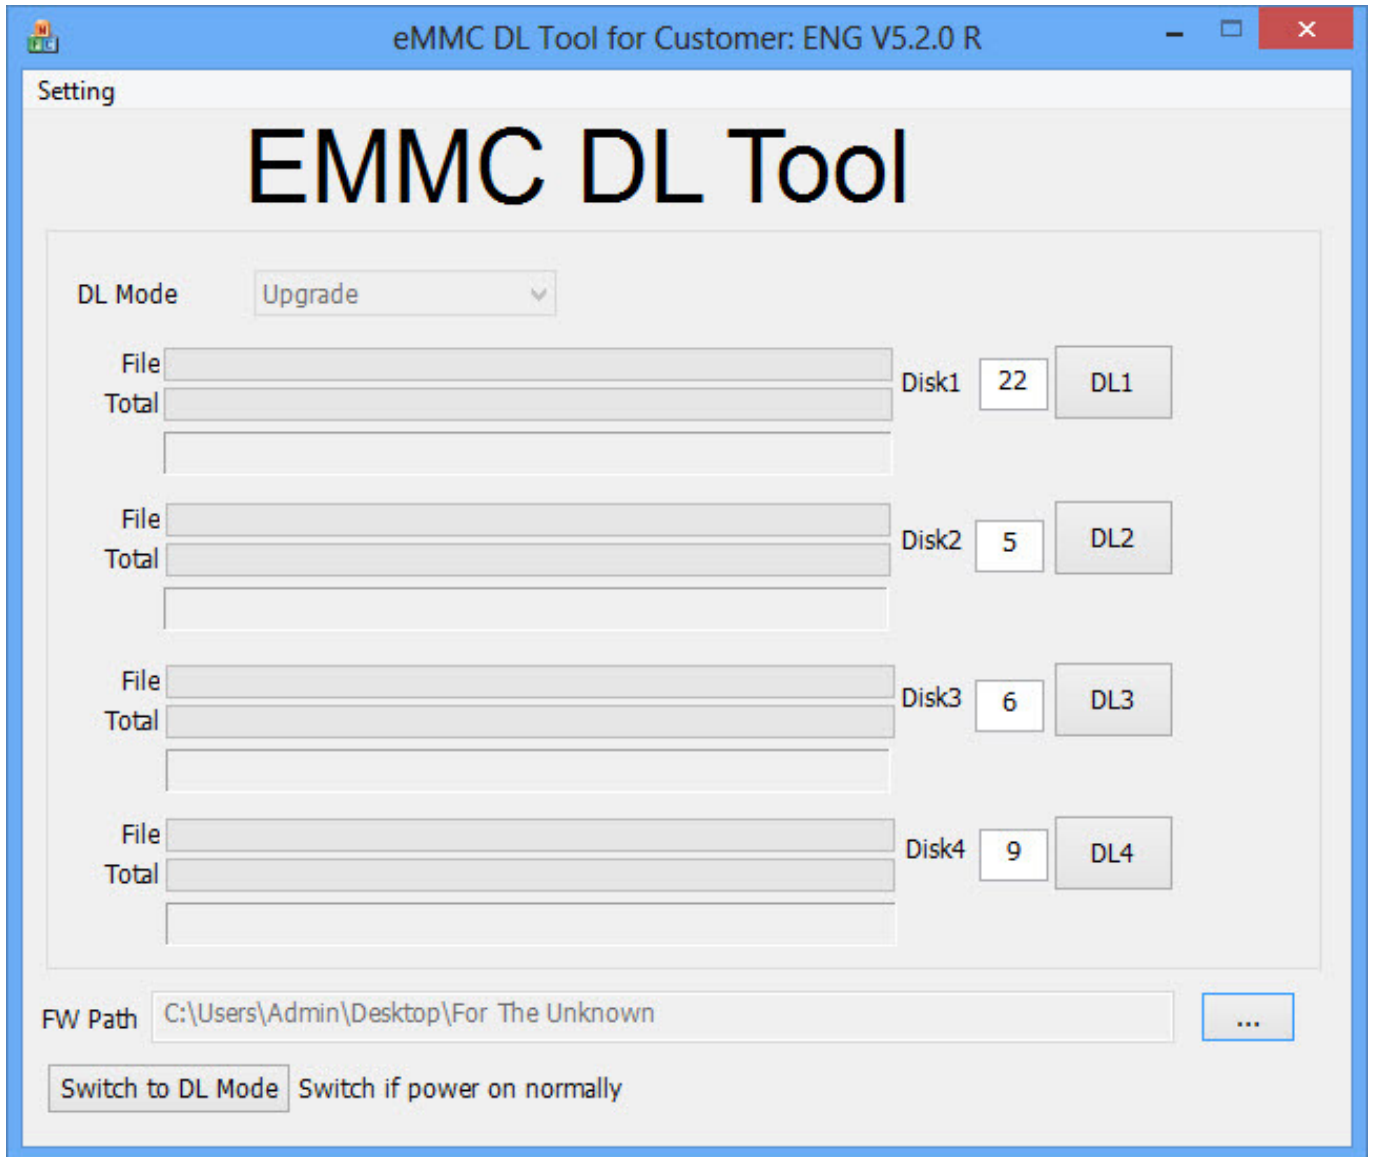 eMMC DL Tool for Customer: ENG V5.2.0 R
Setting
EMMC DL Tool
DL Mode Upgrade
File
Total
Disk1 22 DL1
File
Total
Disk2 5 DL2
File
Total
Disk3 6 DL3
File
Total
Disk4 9 DL4
FW Path C:\Users\Admin\Desktop\For The Unknown ...
Switch to DL Mode Switch if power on normally